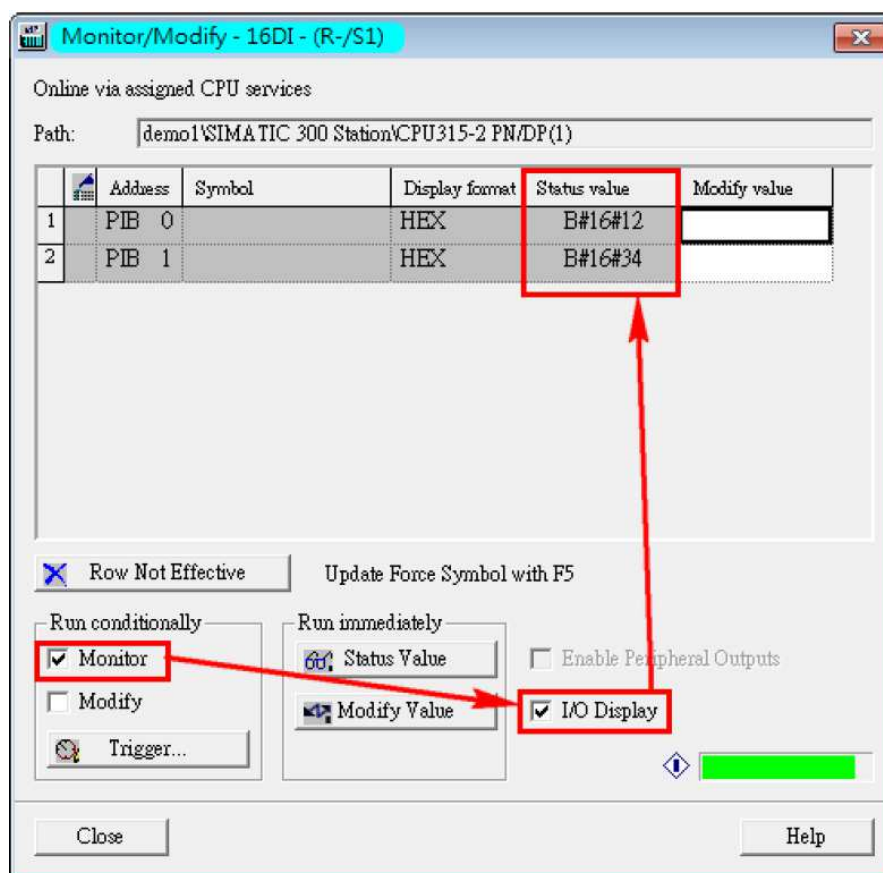 Monitor/Modify - 16DI - (R-/S1)
Online via assigned CPU services
Path: demo1\SIMATIC 300 Station\CPU315-2 PN/DP(1)
Address Symbol Display format Status value Modify value
1 PIB 0 HEX B#16#12
2 PIB 1 HEX B#16#34
Row Not Effective Update Force Symbol with F5
Run conditionally Run immediately
Monitor Status Value Enable Peripheral Outputs
Modify Modify Value I/O Display
Trigger...
Close Help